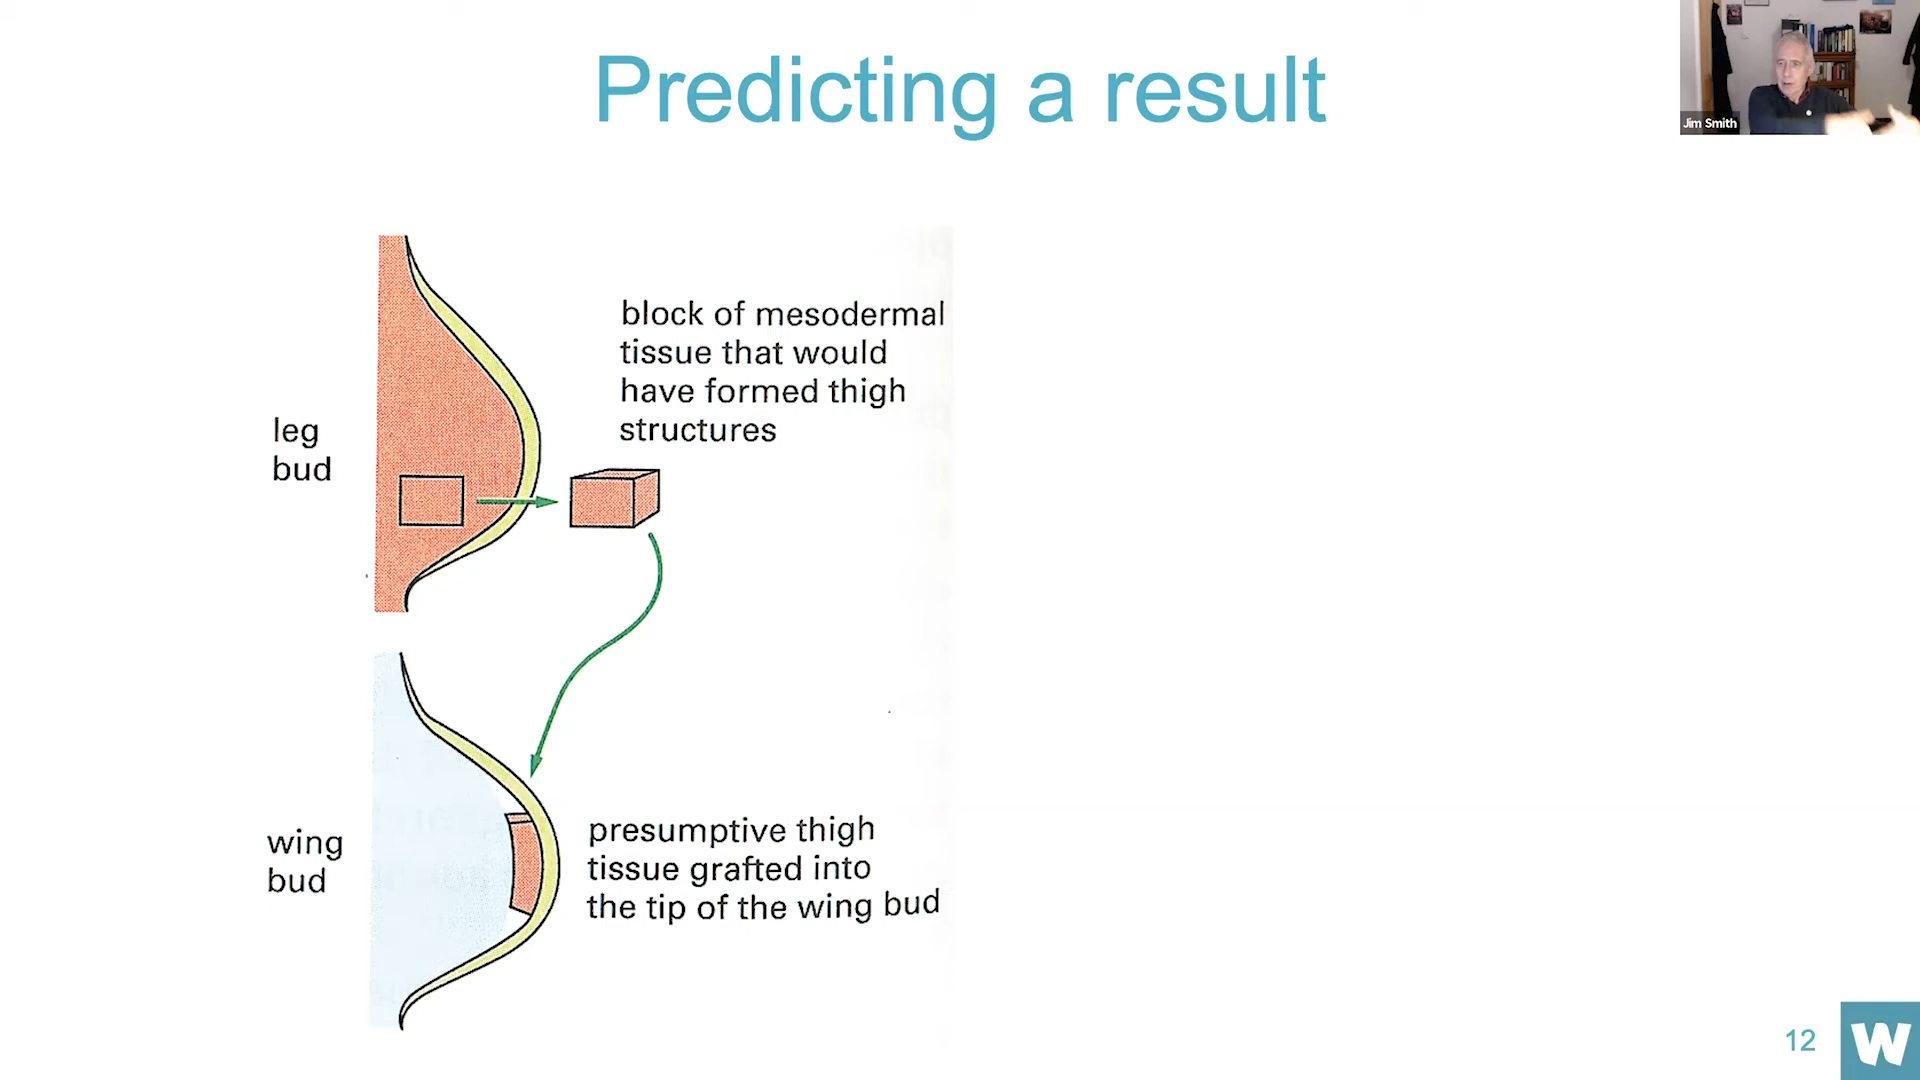 Predicting a result
Jim Smith
block of mesodermal
tissue that would
have formed thigh
structures
leg
bud
wing
bud
presumptive thigh
tissue grafted into
the tip of the wing bud
12
W